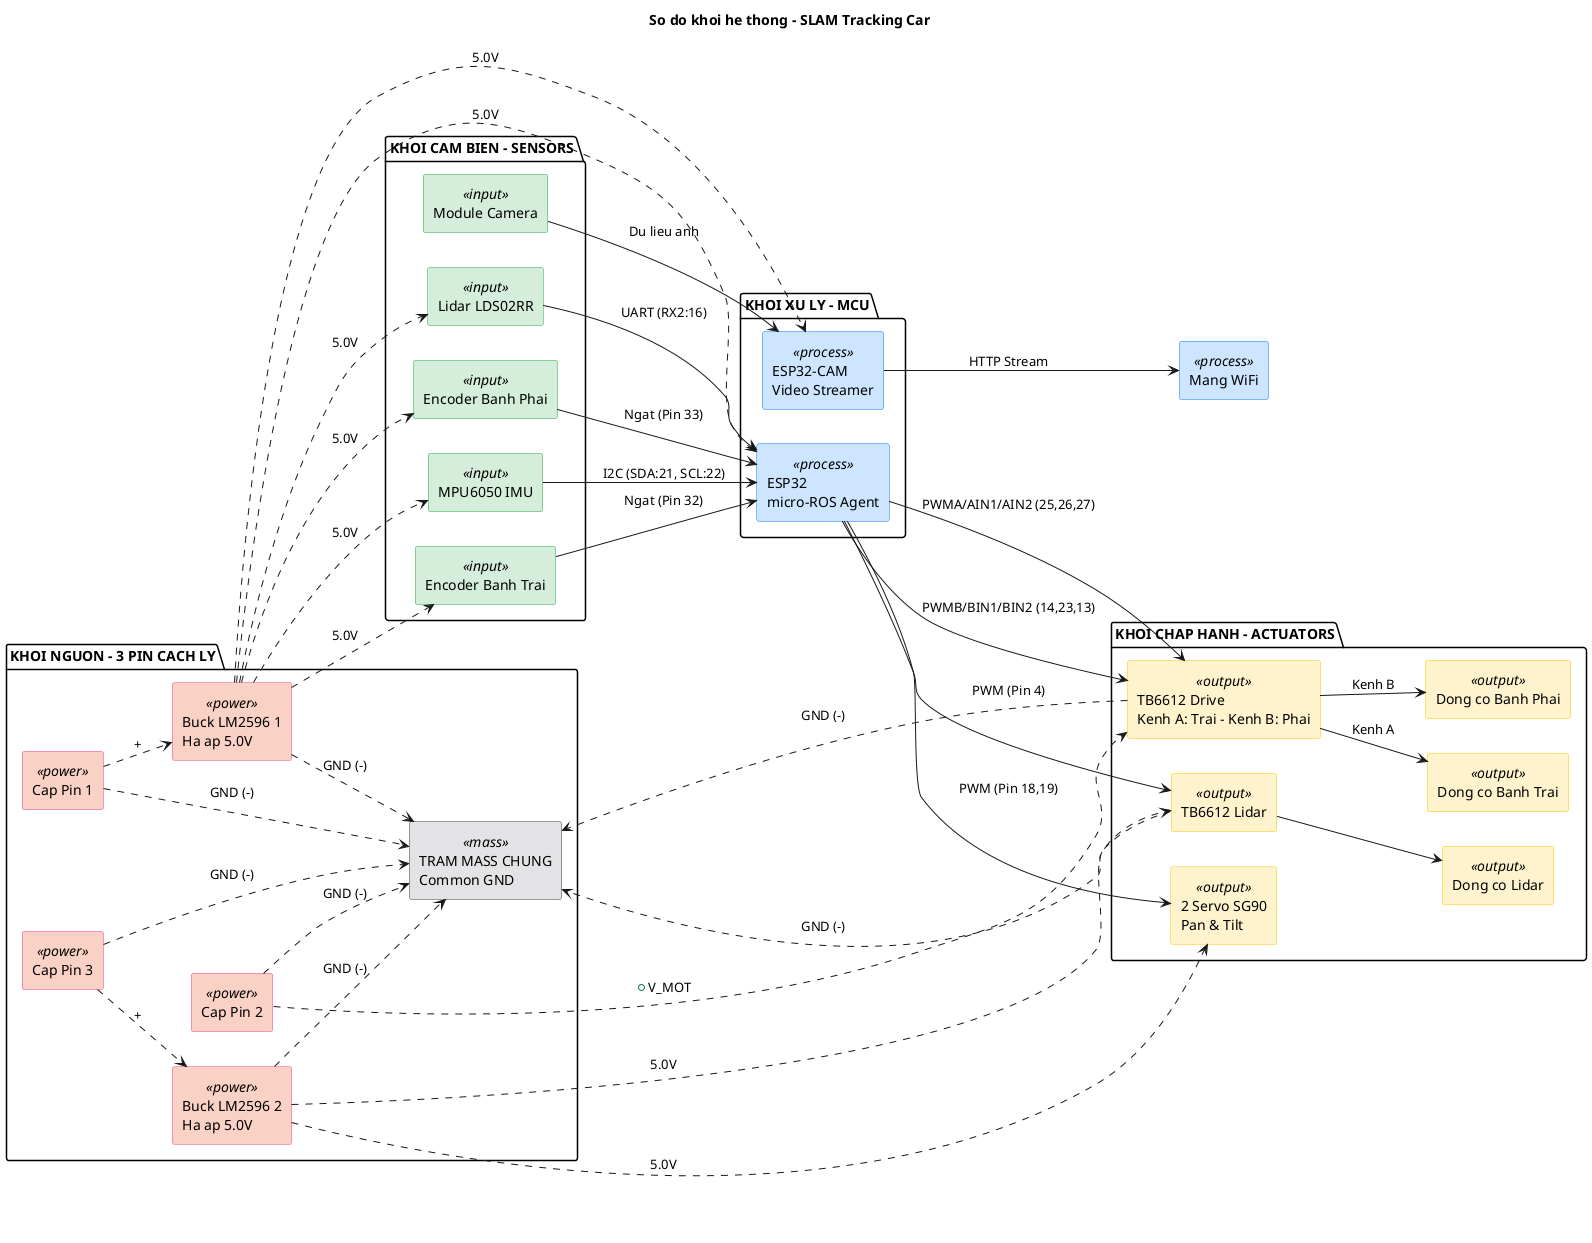 So do khoi he thong - SLAM Tracking Car
5.0V
5.0V
KHOI CAM BIEN - SENSORS
«input»
Module Camera
Du lieu anh
«input»
Lidar LDS02RR
UART (RX2:16)
5.0V
«input»
Encoder Banh Phai
Ngat (Pin 33)
5.0V
«input»
MPU6050 IMU
I2C (SDA:21, SCL:22)
5.0V
«input»
Encoder Banh Trai
Ngat (Pin 32)
5.0V
KHOI XU LY - MCU
«process»
ESP32-CAM
Video Streamer
HTTP Stream
«process»
Mang WiFi
«process»
ESP32
micro-ROS Agent
PWMA/AIN1/AIN2 (25,26,27)
PWMB/BIN1/BIN2 (14,23,13)
PWM (Pin 4)
PWM (Pin 18,19)
KHOI CHAP HANH - ACTUATORS
«output»
TB6612 Drive
Kenh A: Trai - Kenh B: Phai
Kenh B
«output»
Dong co Banh Phai
Kenh A
«output»
Dong co Banh Trai
«output»
TB6612 Lidar
«output»
Dong co Lidar
«output»
2 Servo SG90
Pan & Tilt
KHOI NGUON - 3 PIN CACH LY
«power»
Buck LM2596 1
Ha ap 5.0V
+
«power»
Cap Pin 1
GND (-)
GND (-)
«mass»
TRAM MASS CHUNG
Common GND
GND (-)
GND (-)
GND (-)
GND (-)
GND (-)
«power»
Cap Pin 3
+
«power»
Cap Pin 2
V_MOT
«power»
Buck LM2596 2
Ha ap 5.0V
5.0V
5.0V